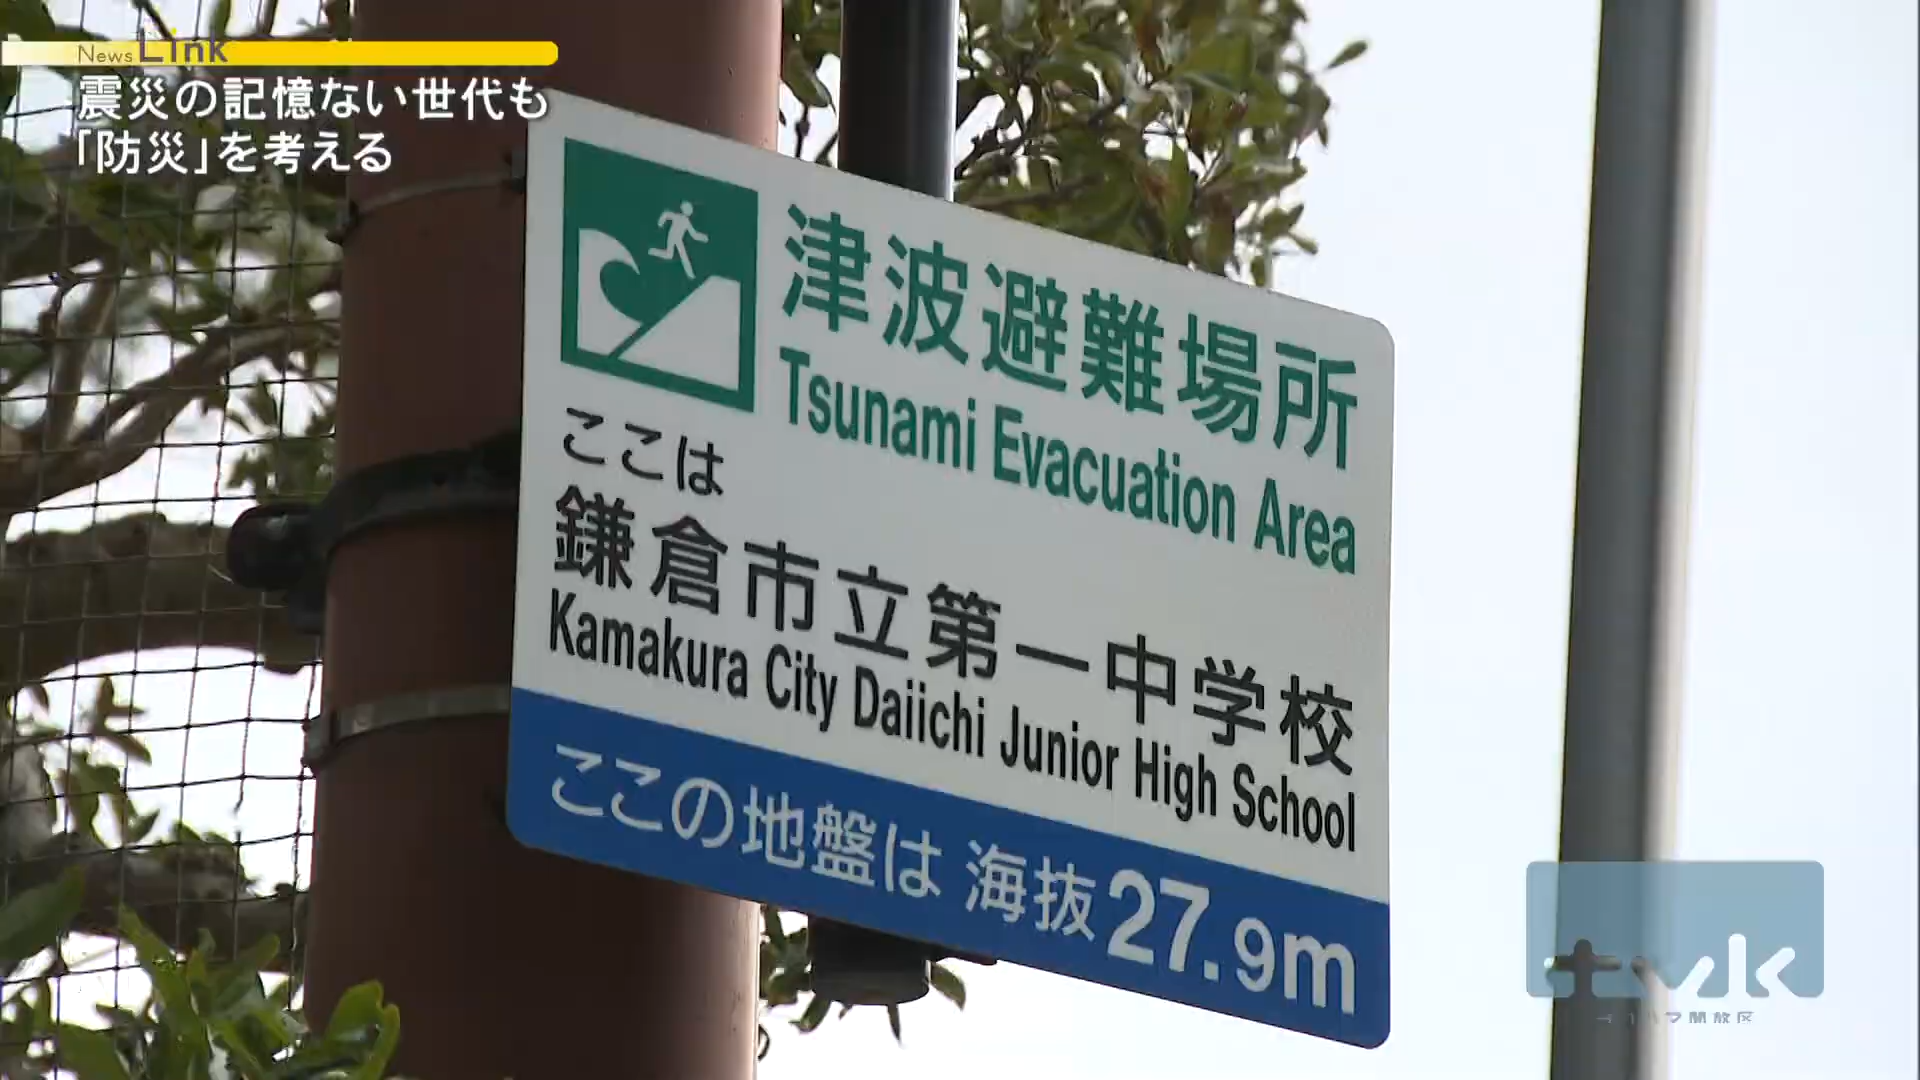 News Link
震災の記憶ない世代も
「防災」を考える
津波避難場所
Tsunami Evacuation Area
ここは
鎌倉市立第一中学校
Kamakura City Daiichi Junior High School
ここの地盤は 海抜27.9m
tvk